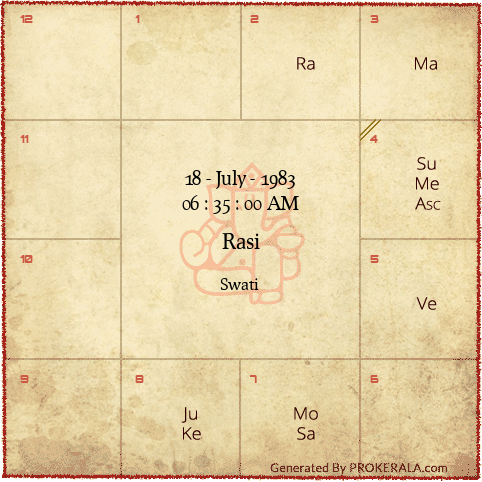 12
1
2
Ra
3
Ma
11
18 - July - 1983
06 : 35 : 00 AM
Rasi
Swati
4
Su
Me
Asc
10
5
Ve
9
8
Ju
Ke
7
Mo
Sa
6
Generated By PROKERALA.com